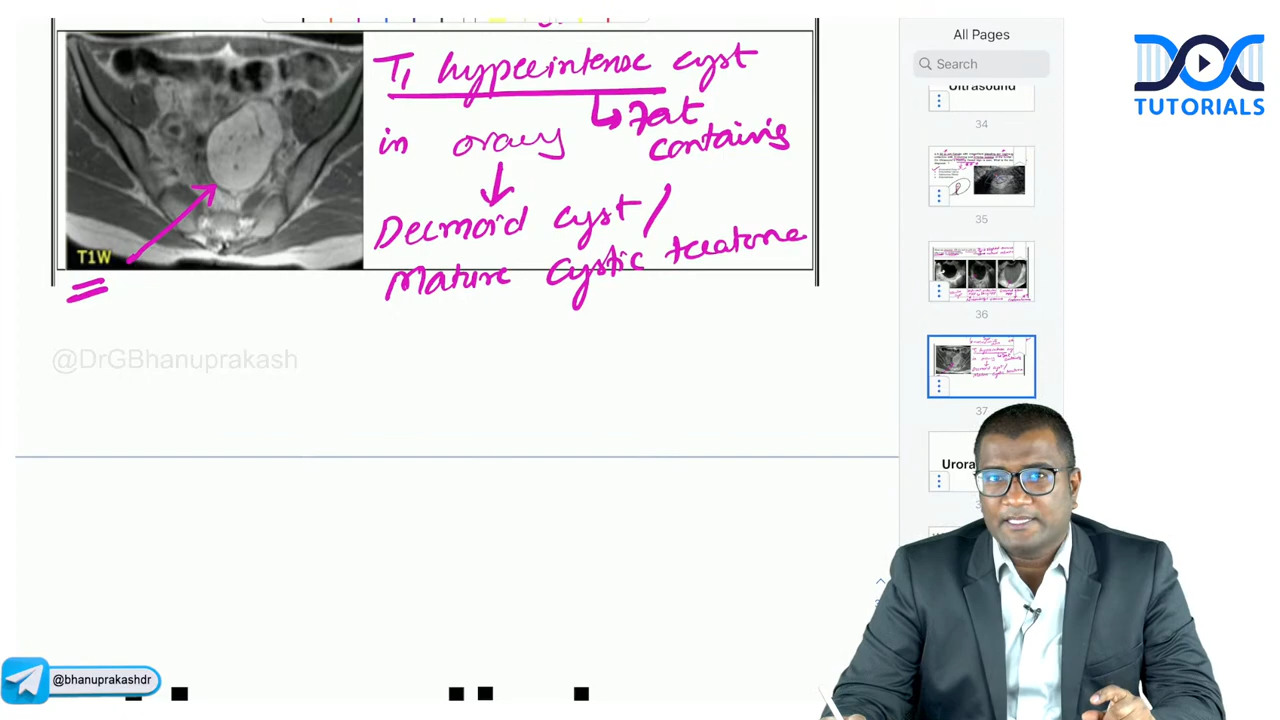 T1 hyperintense cyst
↳ Fat
containing
in ovary
↓
Dermoid cyst /
Mature cystic teratoma
T1W
@DrGBhanuprakash
@bhanuprakashdr
All Pages
Search
Ultrasound
34
35
36
37
Urora
DOC
TUTORIALS